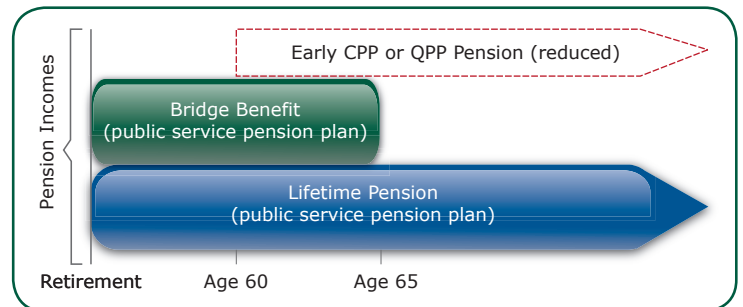 Early CPP or QPP Pension (reduced)
Pension Incomes
Bridge Benefit
(public service pension plan)
Lifetime Pension
(public service pension plan)
Retirement
Age 60
Age 65